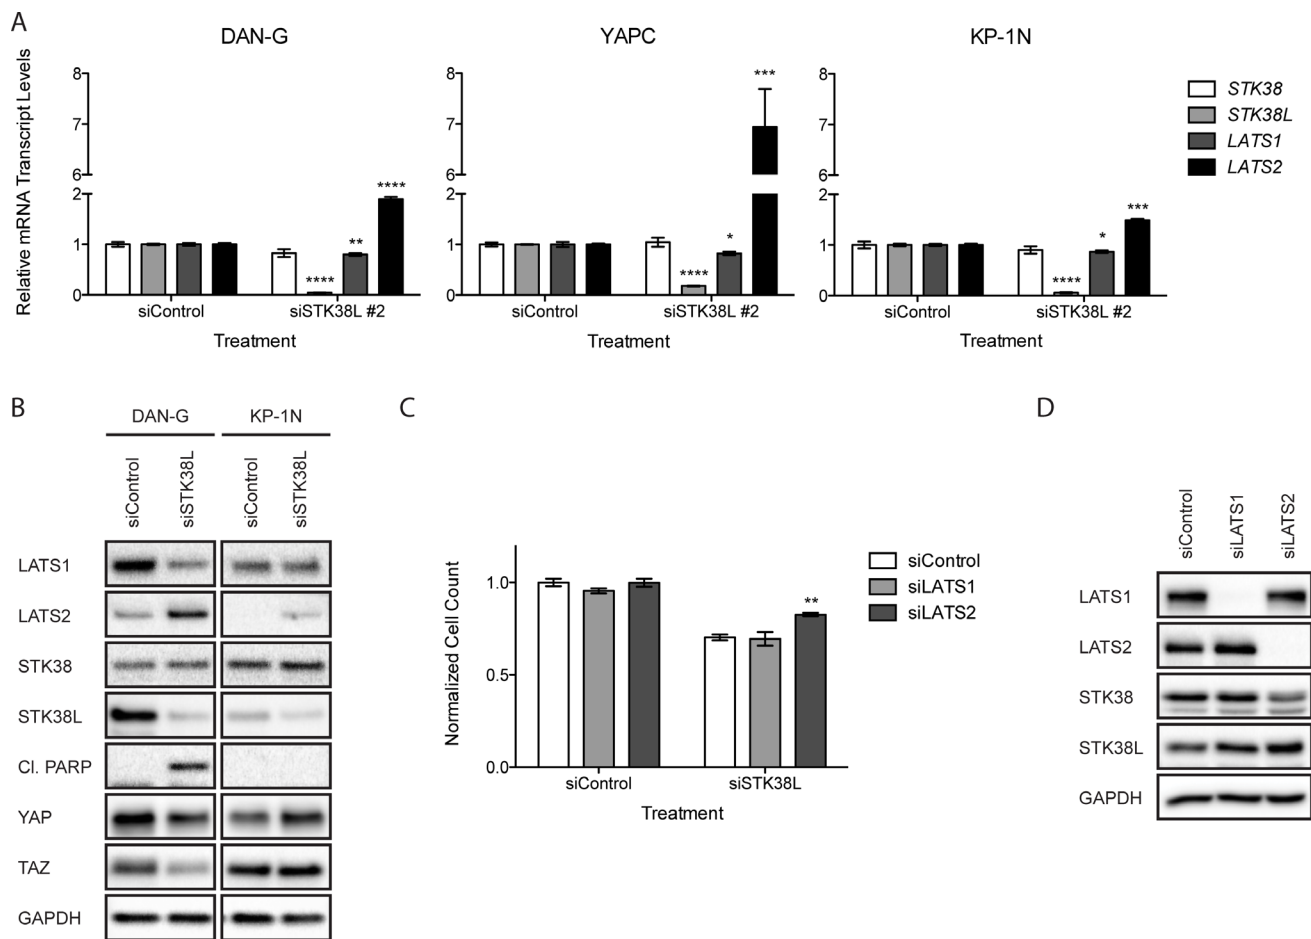 A
DAN-G
YAPC
KP-1N
Relative mRNA Transcript Levels
8
7
6
2
1
0
siControl
siSTK38L #2
Treatment
****
**
****
8
7
6
2
1
0
siControl
siSTK38L #2
Treatment
****
*
***
8
7
6
2
1
0
siControl
siSTK38L #2
Treatment
****
*
***
STK38
STK38L
LATS1
LATS2
B
DAN-G
KP-1N
siControl
siSTK38L
siControl
siSTK38L
LATS1
LATS2
STK38
STK38L
Cl. PARP
YAP
TAZ
GAPDH
C
Normalized Cell Count
1.0
0.5
0.0
**
siControl
siSTK38L
Treatment
siControl
siLATS1
siLATS2
D
siControl
siLATS1
siLATS2
LATS1
LATS2
STK38
STK38L
GAPDH